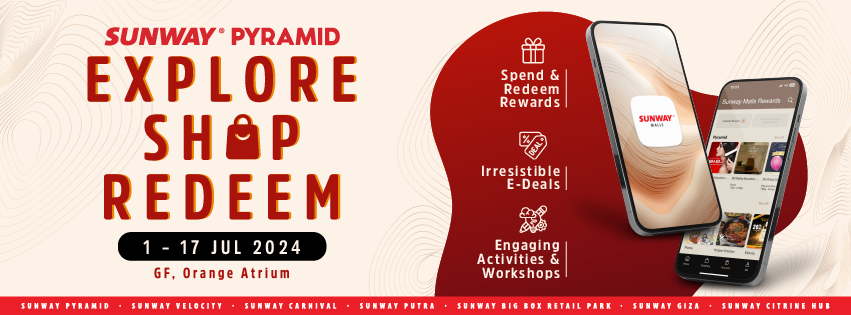 SUNWAY® PYRAMID
EXPLORE
SHOP
REDEEM
1 - 17 JUL 2024
GF, Orange Atrium
Spend &
Redeem
Rewards
DEAL
Irresistible
E-Deals
Engaging
Activities &
Workshops
SUNWAY®
MALLS
Sunway Malls Rewards
Pyramid
SUNWAY PYRAMID · SUNWAY VELOCITY · SUNWAY CARNIVAL · SUNWAY PUTRA · SUNWAY BIG BOX RETAIL PARK · SUNWAY GIZA · SUNWAY CITRINE HUB